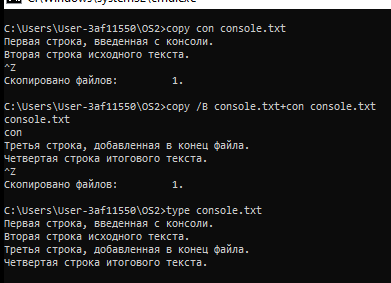 C:\Users\User-3af11550\OS2>copy con console.txt
Первая строка, введенная с консоли.
Вторая строка исходного текста.
^Z
Скопировано файлов:         1.
C:\Users\User-3af11550\OS2>copy /B console.txt+con console.txt
console.txt
con
Третья строка, добавленная в конец файла.
Четвертая строка итогового текста.
^Z
Скопировано файлов:         1.
C:\Users\User-3af11550\OS2>type console.txt
Первая строка, введенная с консоли.
Вторая строка исходного текста.
Третья строка, добавленная в конец файла.
Четвертая строка итогового текста.